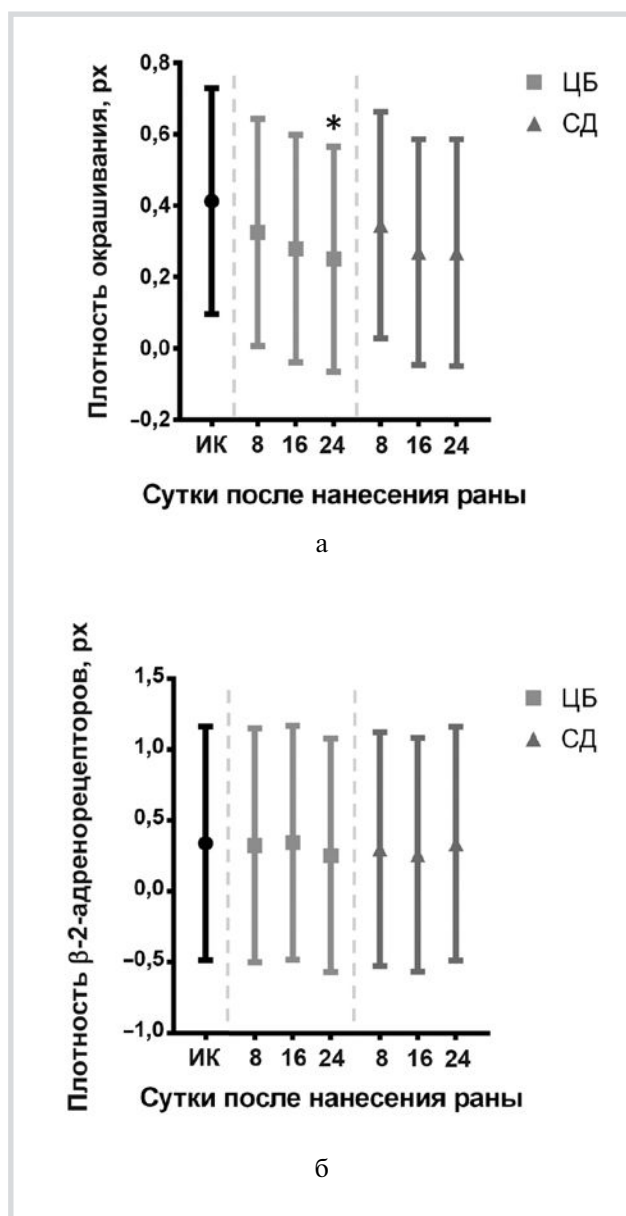 Плотность окрашивания, px
0,8
0,6
0,4
0,2
0,0
–0,2
*
ЦБ
СД
ИК 8 16 24 8 16 24
Сутки после нанесения раны
а
Плотность β-2-адренорецепторов, px
1,5
1,0
0,5
0,0
–0,5
–1,0
ЦБ
СД
ИК 8 16 24 8 16 24
Сутки после нанесения раны
б